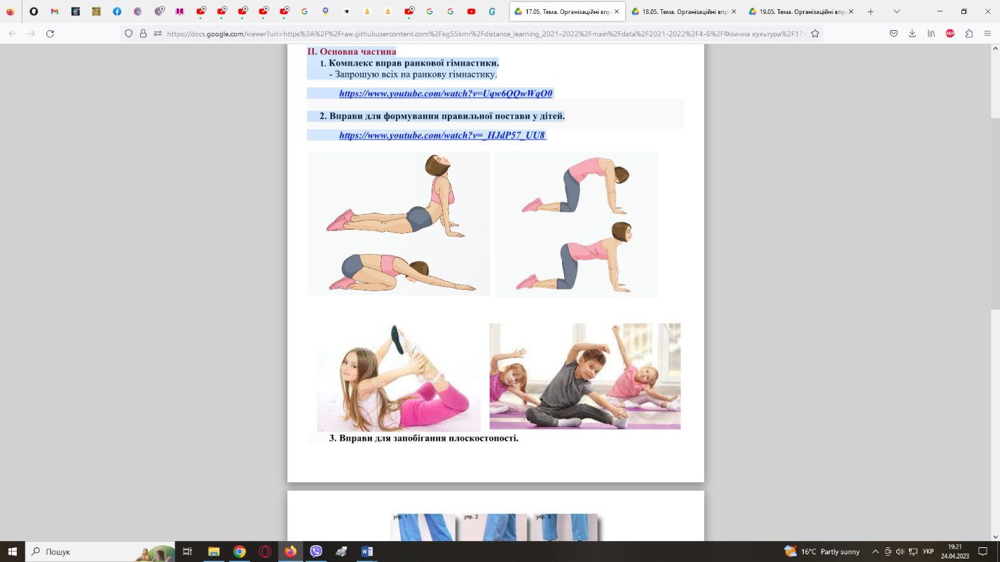 17.05. Тема. Організаційні впр
18.05. Тема. Організаційні впр
19.05. Тема. Організаційні впр
https://docs.google.com/viewer?url=https%3A%2F%2Fraw.githubusercontent.com%2Fkg55kmr%2Fdistance_learning_2021-2022%2Fmain%2Fdata%2F2021-2022%2F4-Б%2FФізична культура%2F17.
ІІ. Основна частина
1. Комплекс вправ ранкової гімнастики.
- Запрошую всіх на ранкову гімнастику.
https://www.youtube.com/watch?v=Uqw6QQwWqO0
2. Вправи для формування правильної постави у дітей.
https://www.youtube.com/watch?v=_HJdP57_UU8
3. Вправи для запобігання плоскостопості.
упр. 1
упр. 2
упр. 3
Пошук
16°C Partly sunny
УКР
19:21
24.04.2023